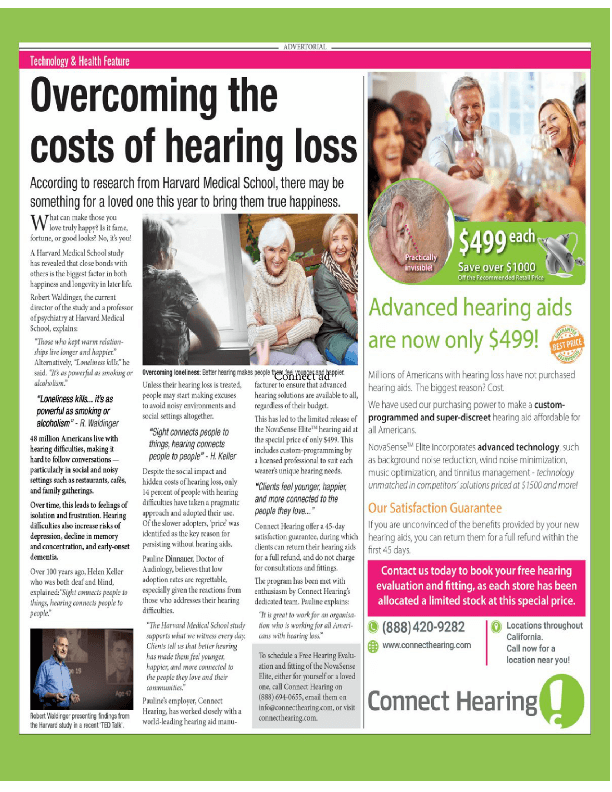 ADVERTORIAL
Technology & Health Feature
Overcoming the
costs of hearing loss
According to research from Harvard Medical School, there may be
something for a loved one this year to bring them true happiness.
What can make those you
love truly happy? Is it fame,
fortune, or good looks? No, it's you!
A Harvard Medical School study
has revealed that close bonds with
others is the biggest factor in both
happiness and longevity in later life.
Robert Waldinger, the current
director of the study and a professor
of psychiatry at Harvard Medical
School, explains:
"Those who kept warm relation-
ships live longer and happier."
Alternatively, "Loneliness kills," he
said. "It's as powerful as smoking or
alcoholism."
"Loneliness kills... it's as
powerful as smoking or
alcoholism" - R. Waldinger
48 million Americans live with
hearing difficulties, making it
hard to follow conversations —
particularly in social and noisy
settings such as restaurants, cafés,
and family gatherings.
Over time, this leads to feelings of
isolation and frustration. Hearing
difficulties also increase risks of
depression, decline in memory
and concentration, and early-onset
dementia.
Over 100 years ago, Helen Keller
who was both deaf and blind,
explained: "Sight connects people to
things, hearing connects people to
people."
Age 18
Age 47
Robert Waldinger presenting findings from
the Harvard study in a recent 'TED Talk'.
Overcoming loneliness: Better hearing makes people feel younger and happier.
Connect aid
Unless their hearing loss is treated,
people may start making excuses
to avoid noisy environments and
social settings altogether.
"Sight connects people to
things, hearing connects
people to people" - H. Keller
Despite the social impact and
hidden costs of hearing loss, only
14 percent of people with hearing
difficulties have taken a pragmatic
approach and adopted their use.
Of the slower adopters, 'price' was
identified as the key reason for
persisting without hearing aids.
Pauline Dinnauer, Doctor of
Audiology, believes that low
adoption rates are regrettable,
especially given the reactions from
those who addresses their hearing
difficulties.
"The Harvard Medical School study
supports what we witness every day.
Clients tell us that better hearing
has made them feel younger,
happier, and more connected to
the people they love and their
communities."
Pauline's employer, Connect
Hearing, has worked closely with a
world-leading hearing aid manu-
facturer to ensure that advanced
hearing solutions are available to all,
regardless of their budget.
This has led to the limited release of
the NovaSense Elite™ hearing aid at
the special price of only $499. This
includes custom-programming by
a licensed professional to suit each
wearer's unique hearing needs.
"Clients feel younger, happier,
and more connected to the
people they love..."
Connect Hearing offer a 45-day
satisfaction guarantee, during which
clients can return their hearing aids
for a full refund, and do not charge
for consultations and fittings.
The program has been met with
enthusiasm by Connect Hearing's
dedicated team. Pauline explains:
"It is great to work for an organisa-
tion who is working for all Ameri-
cans with hearing loss."
To schedule a Free Hearing Evalu-
ation and fitting of the NovaSense
Elite, either for yourself or a loved
one, call Connect Hearing on
(888) 694-0655, email them on
info@connecthearing.com, or visit
connecthearing.com.
Practically
invisible!
$499 each
Save over $1000
Off the Recommended Retail Price
Advanced hearing aids
are now only $499!
GUARANTEE
BEST PRICE
Millions of Americans with hearing loss have not purchased
hearing aids. The biggest reason? Cost.
We have used our purchasing power to make a custom-
programmed and super-discreet hearing aid affordable for
all Americans.
NovaSense™ Elite Incorporates advanced technology, such
as background noise reduction, wind noise minimization,
music optimization, and tinnitus management - technology
unmatched in competitors' solutions priced at $1500 and more!
Our Satisfaction Guarantee
If you are unconvinced of the benefits provided by your new
hearing aids, you can return them for a full refund within the
first 45 days.
Contact us today to book your free hearing
evaluation and fitting, as each store has been
allocated a limited stock at this special price.
(888) 420-9282
www.connecthearing.com
Locations throughout
California.
Call now for a
location near you!
Connect Hearing